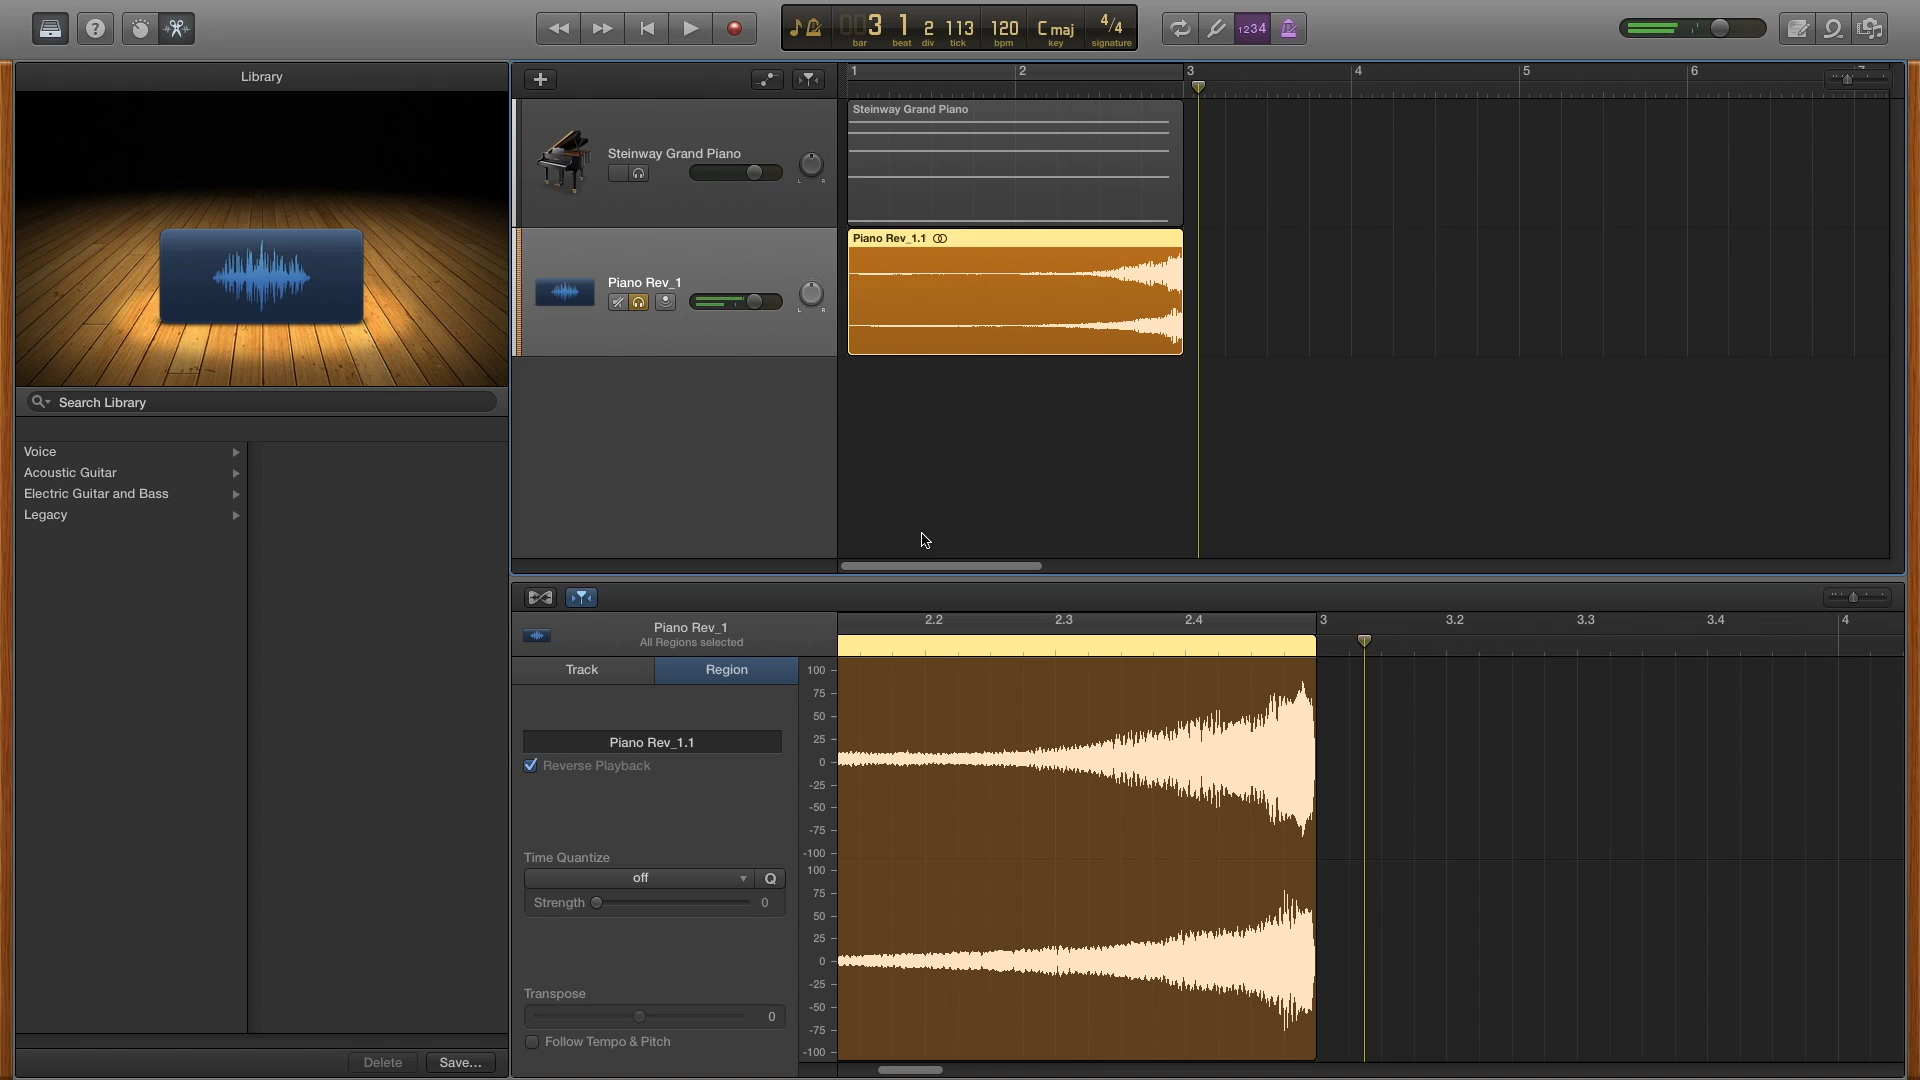 003 1 2 113 120 C maj 4/4
bar beat div tick bpm key signature
1234
Library
1 2 3 4 5 6
Steinway Grand Piano
Steinway Grand Piano
L R
Piano Rev_1.1
Piano Rev_1
L R
Search Library
Voice
Acoustic Guitar
Electric Guitar and Bass
Legacy
2.2 2.3 2.4 3 3.2 3.3 3.4 4
Piano Rev_1
All Regions selected
Track Region
Piano Rev_1.1
Reverse Playback
Time Quantize
off Q
Strength 0
Transpose
0
Follow Tempo & Pitch
100
75
50
25
0
-25
-50
-75
-100
100
75
50
25
0
-25
-50
-75
-100
Delete Save...